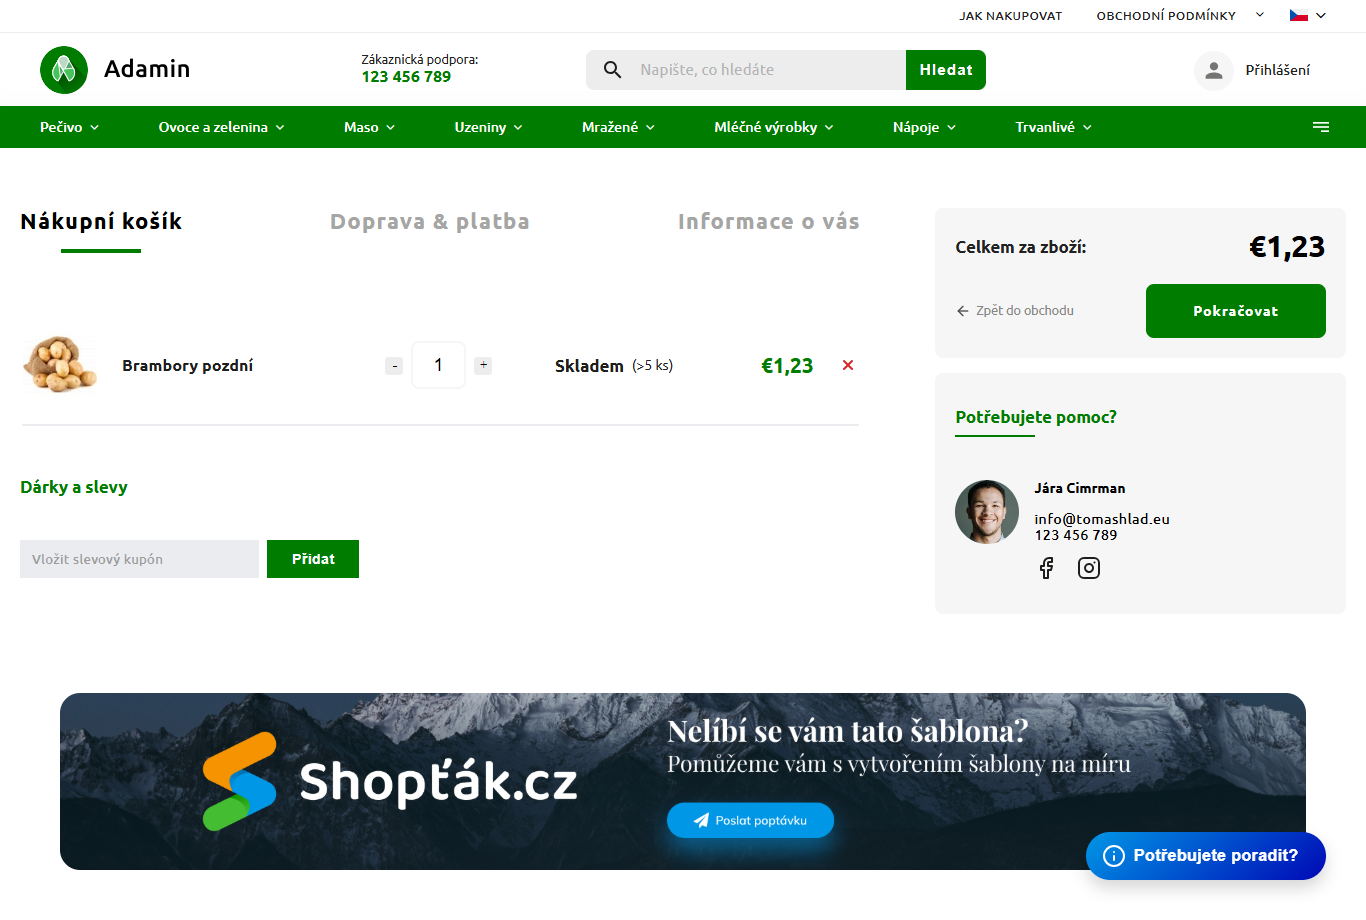 JAK NAKUPOVAT
OBCHODNÍ PODMÍNKY
Adamin
Zákaznická podpora:
123 456 789
Napište, co hledáte
Hledat
Přihlášení
Pečivo
Ovoce a zelenina
Maso
Uzeniny
Mražené
Mléčné výrobky
Nápoje
Trvanlivé
Nákupní košík
Doprava & platba
Informace o vás
Celkem za zboží:
€1,23
Zpět do obchodu
Pokračovat
Brambory pozdní
-
1
+
Skladem (>5 ks)
€1,23
Potřebujete pomoc?
Jára Cimrman
info@tomashlad.eu
123 456 789
Dárky a slevy
Vložit slevový kupón
Přidat
Shopťák.cz
Nelíbí se vám tato šablona?
Pomůžeme vám s vytvořením šablony na míru
Poslat poptávku
Potřebujete poradit?